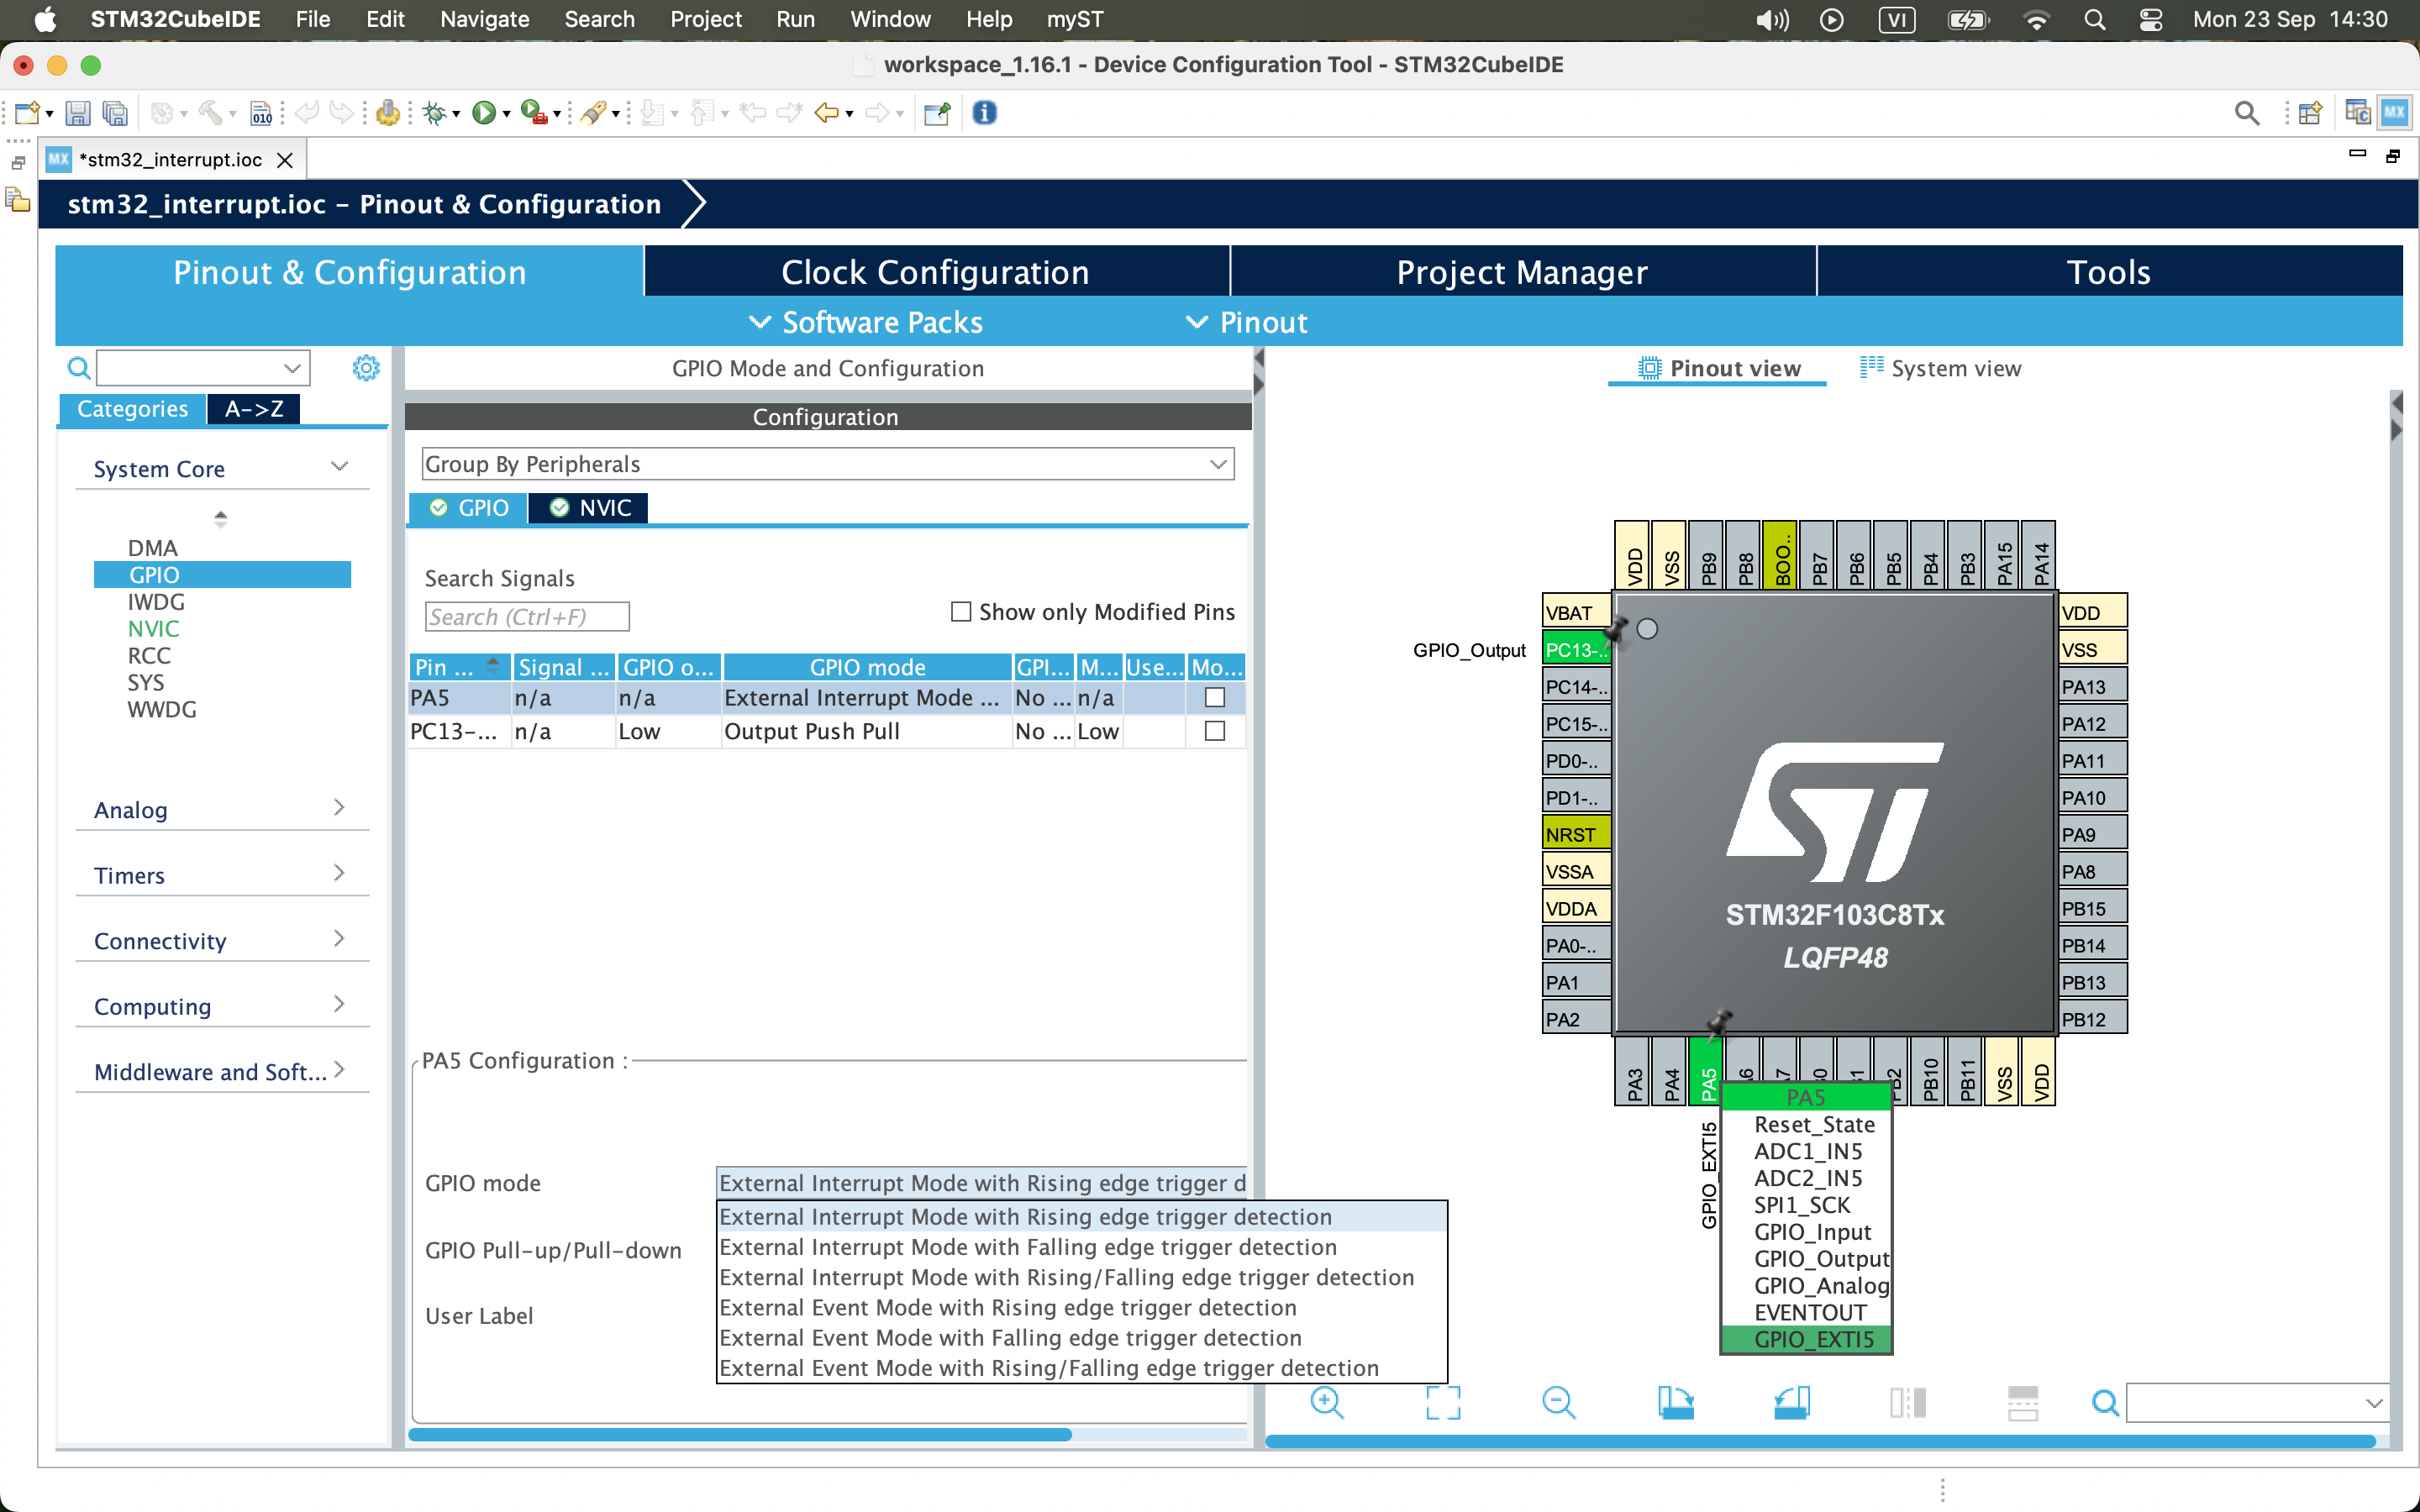 STM32CubeIDE File Edit Navigate Search Project Run Window Help myST VI Mon 23 Sep 14:30
workspace_1.16.1 - Device Configuration Tool - STM32CubeIDE
010
MX
MX *stm32_interrupt.ioc
stm32_interrupt.ioc – Pinout & Configuration
Pinout & Configuration Clock Configuration Project Manager Tools
Software Packs Pinout
GPIO Mode and Configuration
Pinout view System view
Categories A->Z
Configuration
System Core
Group By Peripherals
GPIO NVIC
DMA
GPIO
IWDG
NVIC
RCC
SYS
WWDG
Analog
Timers
Connectivity
Computing
Middleware and Soft...
Search Signals
Search (Ctrl+F)
Show only Modified Pins
Pin ... Signal ... GPIO o... GPIO mode GPI... M... Use... Mo...
PA5 n/a n/a External Interrupt Mode ... No ... n/a
PC13-... n/a Low Output Push Pull No ... Low
PA5 Configuration :
GPIO mode
External Interrupt Mode with Rising edge trigger d
External Interrupt Mode with Rising edge trigger detection
External Interrupt Mode with Falling edge trigger detection
GPIO Pull-up/Pull-down
External Interrupt Mode with Rising/Falling edge trigger detection
External Event Mode with Rising edge trigger detection
User Label
External Event Mode with Falling edge trigger detection
External Event Mode with Rising/Falling edge trigger detection
VDD
VSS
PB9
PB8
BOO..
PB7
PB6
PB5
PB4
PB3
PA15
PA14
VBAT
GPIO_Output
PC13-..
PC14-..
PC15-..
PD0-..
PD1-..
NRST
VSSA
VDDA
PA0-..
PA1
PA2
ST
STM32F103C8Tx
LQFP48
VDD
VSS
PA13
PA12
PA11
PA10
PA9
PA8
PB15
PB14
PB13
PB12
PA3
PA4
PA5
PB10
PB11
VSS
VDD
GPIO_EXTI5
PA5
Reset_State
ADC1_IN5
ADC2_IN5
SPI1_SCK
GPIO_Input
GPIO_Output
GPIO_Analog
EVENTOUT
GPIO_EXTI5